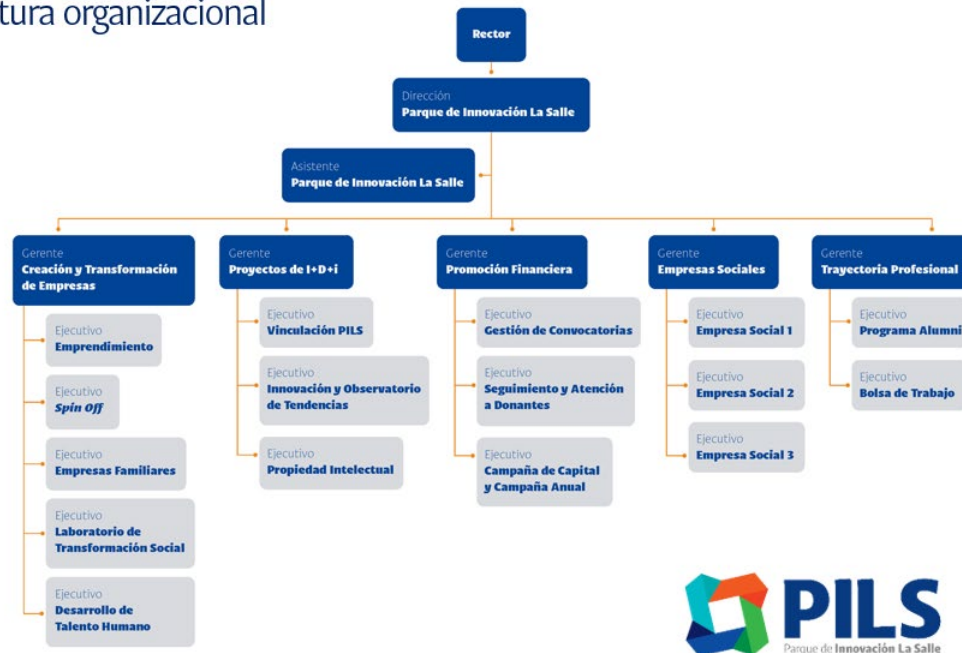 tura organizacional
Rector
Dirección
Parque de Innovación La Salle
Asistente
Parque de Innovación La Salle
Gerente
Creación y Transformación
de Empresas
Ejecutivo
Emprendimiento
Ejecutivo
Spin Off
Ejecutivo
Empresas Familiares
Ejecutivo
Laboratorio de
Transformación Social
Ejecutivo
Desarrollo de
Talento Humano
Gerente
Proyectos de I+D+i
Ejecutivo
Vinculación PILS
Ejecutivo
Innovación y Observatorio
de Tendencias
Ejecutivo
Propiedad Intelectual
Gerente
Promoción Financiera
Ejecutivo
Gestión de Convocatorias
Ejecutivo
Seguimiento y Atención
a Donantes
Ejecutivo
Campaña de Capital
y Campaña Anual
Gerente
Empresas Sociales
Ejecutivo
Empresa Social 1
Ejecutivo
Empresa Social 2
Ejecutivo
Empresa Social 3
Gerente
Trayectoria Profesional
Ejecutivo
Programa Alumni
Ejecutivo
Bolsa de Trabajo
PILS
Parque de Innovación La Salle